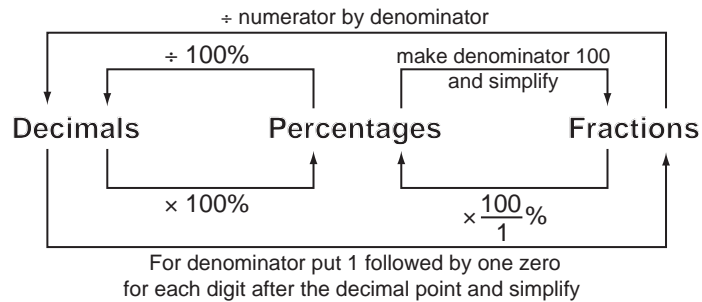 ÷ numerator by denominator
÷ 100%
make denominator 100
and simplify
Decimals
Percentages
Fractions
× 100%
× 100/1 %
For denominator put 1 followed by one zero
for each digit after the decimal point and simplify